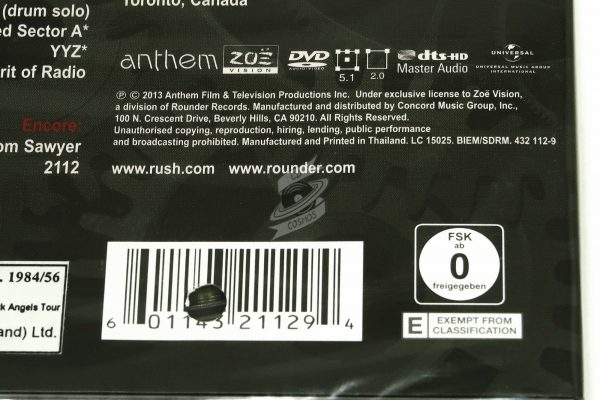 (drum solo)
ed Sector A*
YYZ*
rit of Radio
Encore:
om Sawyer
2112
Toronto, Canada
anthem
ZOË
VISION
DVD
AUDIO/VIDEO
5.1
2.0
dts-HD
Master Audio
UNIVERSAL
UNIVERSAL MUSIC GROUP
INTERNATIONAL
℗ © 2013 Anthem Film & Television Productions Inc. Under exclusive license to Zoë Vision,
a division of Rounder Records. Manufactured and distributed by Concord Music Group, Inc.,
100 N. Crescent Drive, Beverly Hills, CA 90210. All Rights Reserved.
Unauthorised copying, reproduction, hiring, lending, public performance
and broadcasting prohibited. Manufactured and Printed in Thailand. LC 15025. BIEM/SDRM. 432 112-9
www.rush.com www.rounder.com
COSMOS
. 1984/56
rk Angels Tour
and) Ltd.
6 01143 21129 4
FSK
ab
0
freigegeben
E EXEMPT FROM
CLASSIFICATION